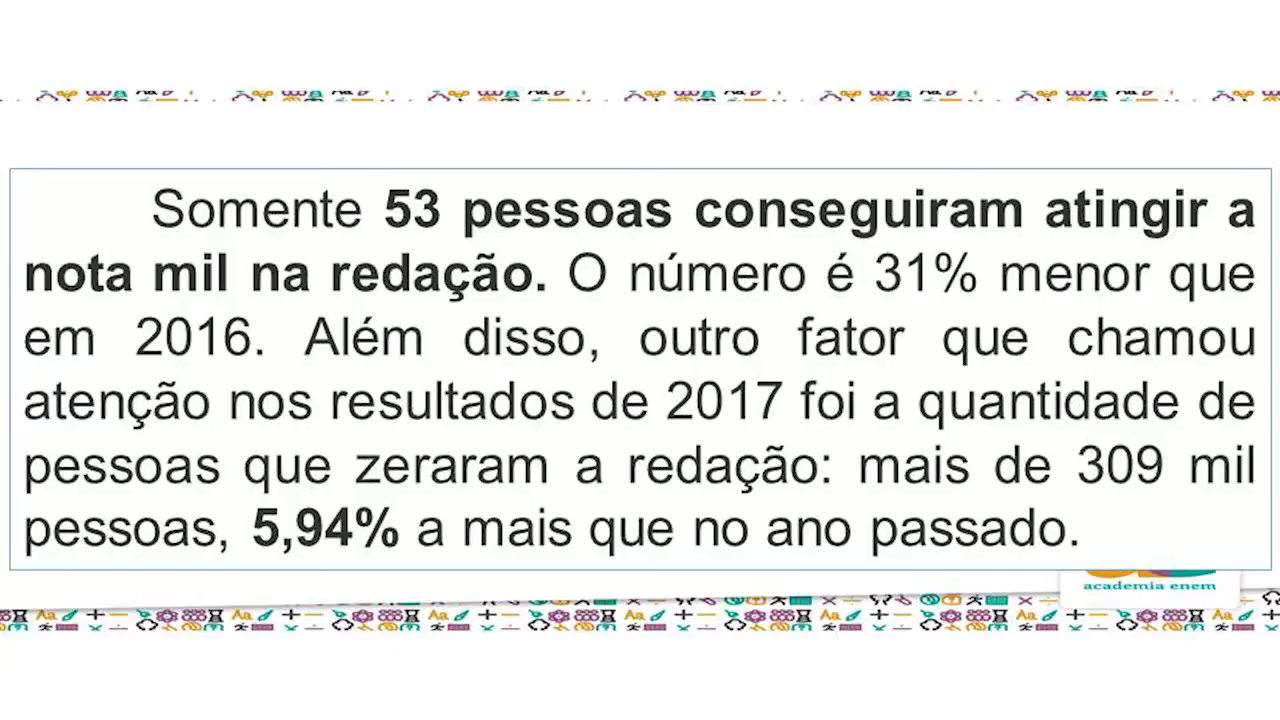 Somente 53 pessoas conseguiram atingir a
nota mil na redação. O número é 31% menor que
em 2016. Além disso, outro fator que chamou
atenção nos resultados de 2017 foi a quantidade de
pessoas que zeraram a redação: mais de 309 mil
pessoas, 5,94% a mais que no ano passado.
academia enem